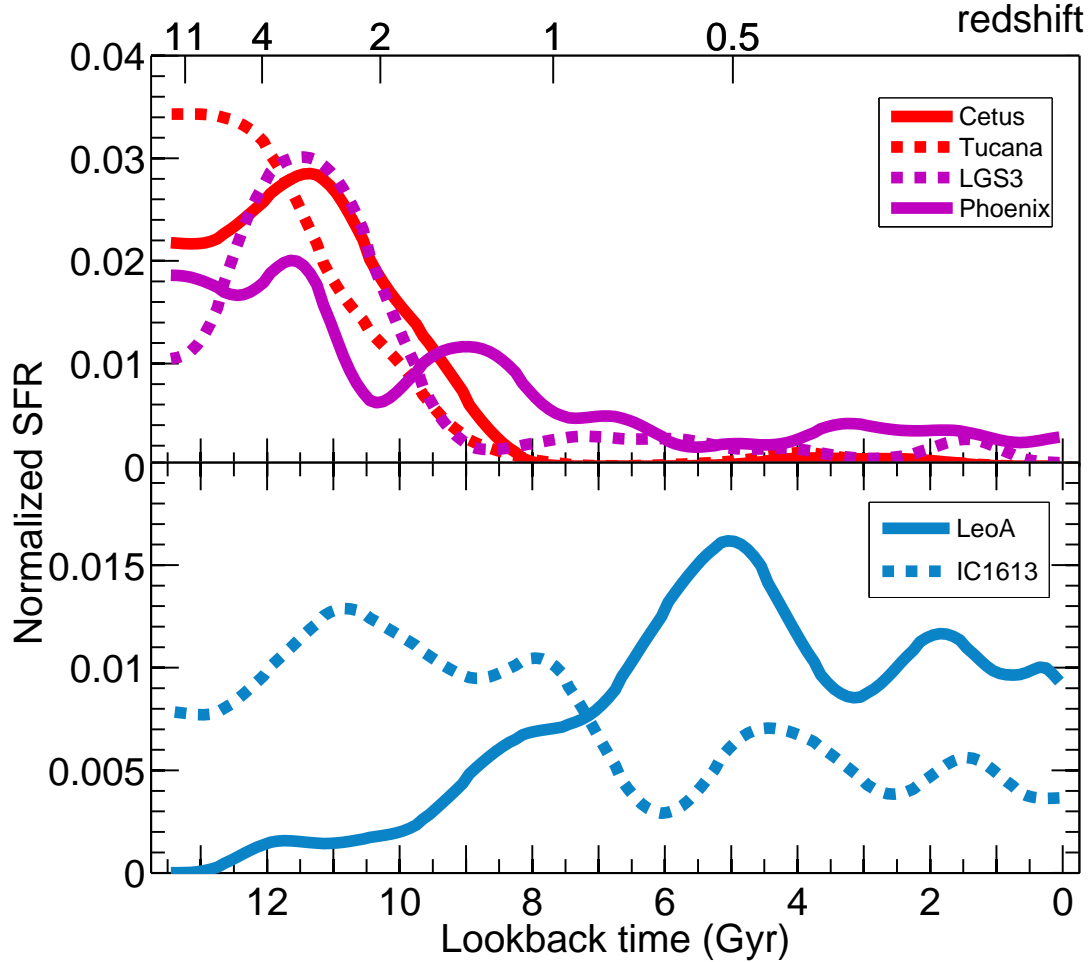 redshift
11 4 2 1 0.5
0.04
0.03
0.02
0.01
0
Cetus
Tucana
LGS3
Phoenix
Normalized SFR
0.015
0.01
0.005
0
LeoA
IC1613
12 10 8 6 4 2 0
Lookback time (Gyr)